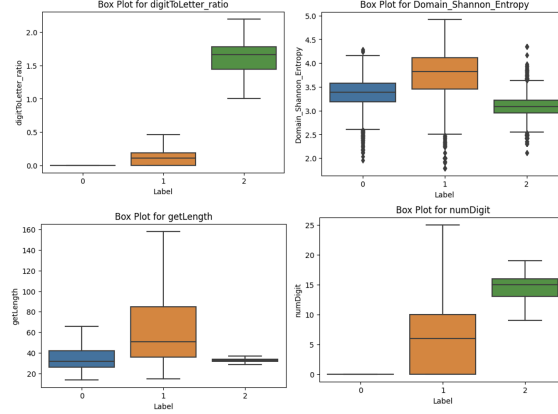 Box Plot for digitToLetter_ratio
digitToLetter_ratio
2.0
1.5
1.0
0.5
0.0
0 1 2
Label
Box Plot for Domain_Shannon_Entropy
Domain_Shannon_Entropy
5.0
4.5
4.0
3.5
3.0
2.5
2.0
0 1 2
Label
Box Plot for getLength
getLength
160
140
120
100
80
60
40
20
0 1 2
Label
Box Plot for numDigit
numDigit
25
20
15
10
5
0
0 1 2
Label